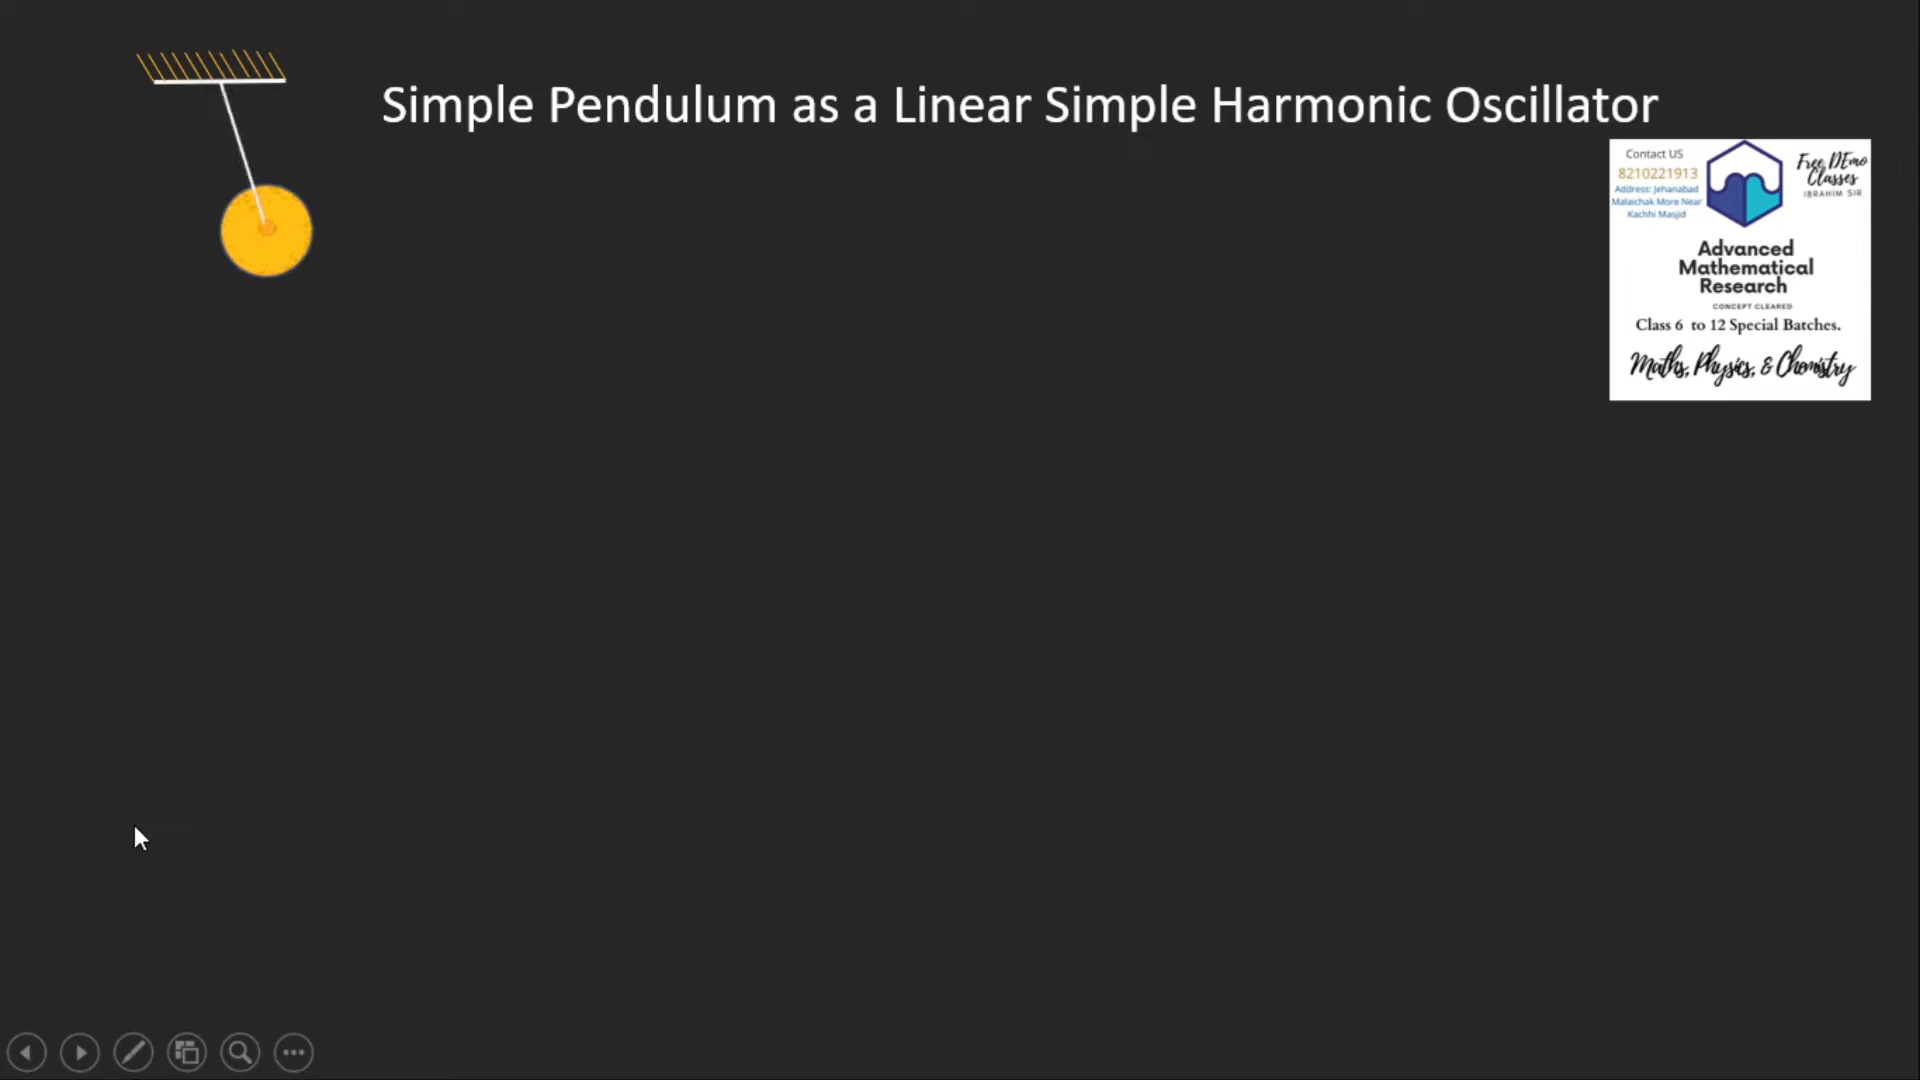 Simple Pendulum as a Linear Simple Harmonic Oscillator
Contact US
8210221913
Address: Jehanabad
Malaichak More Near
Kachhi Masjid
Free DEmo
Classes
IBRAHIM SIR
Advanced
Mathematical
Research
CONCEPT CLEARED
Class 6 to 12 Special Batches.
Maths, Physics, & Chemistry